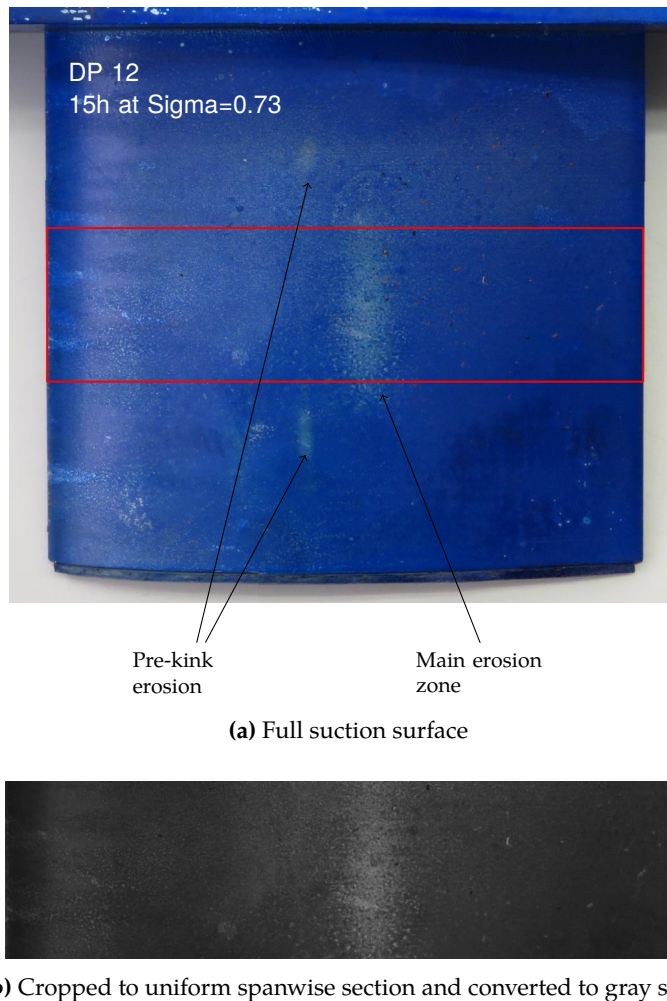 DP 12
15h at Sigma=0.73
Pre-kink
erosion
Main erosion
zone
(a) Full suction surface
) Cropped to uniform spanwise section and converted to gray s